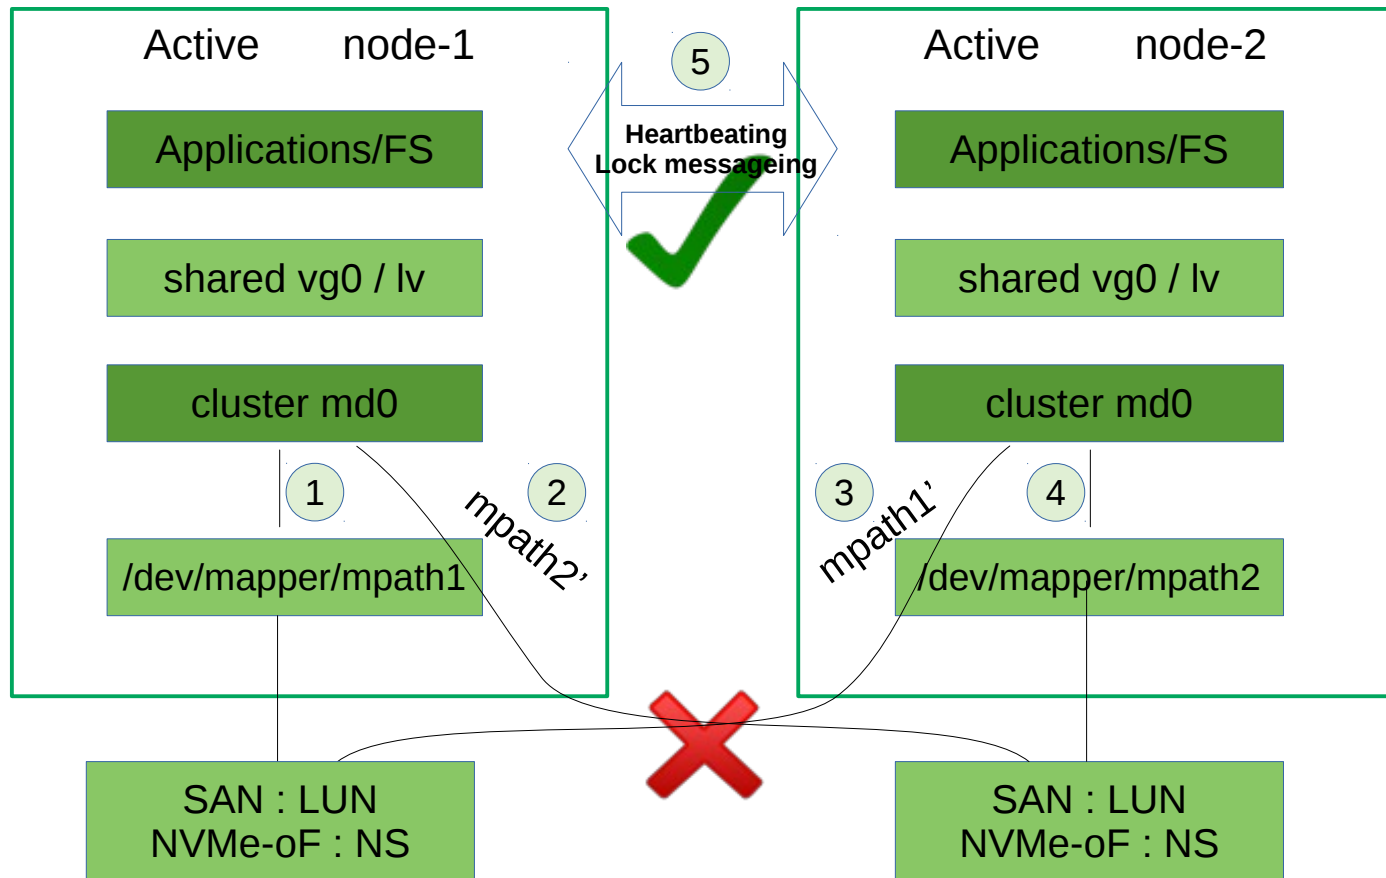 Active node-1
Applications/FS
shared vg0 / lv
cluster md0
1
2
mpath2’
/dev/mapper/mpath1
SAN : LUN
NVMe-oF : NS
5
Heartbeating
Lock messageing
Active node-2
Applications/FS
shared vg0 / lv
cluster md0
3
4
mpath1’
/dev/mapper/mpath2
SAN : LUN
NVMe-oF : NS